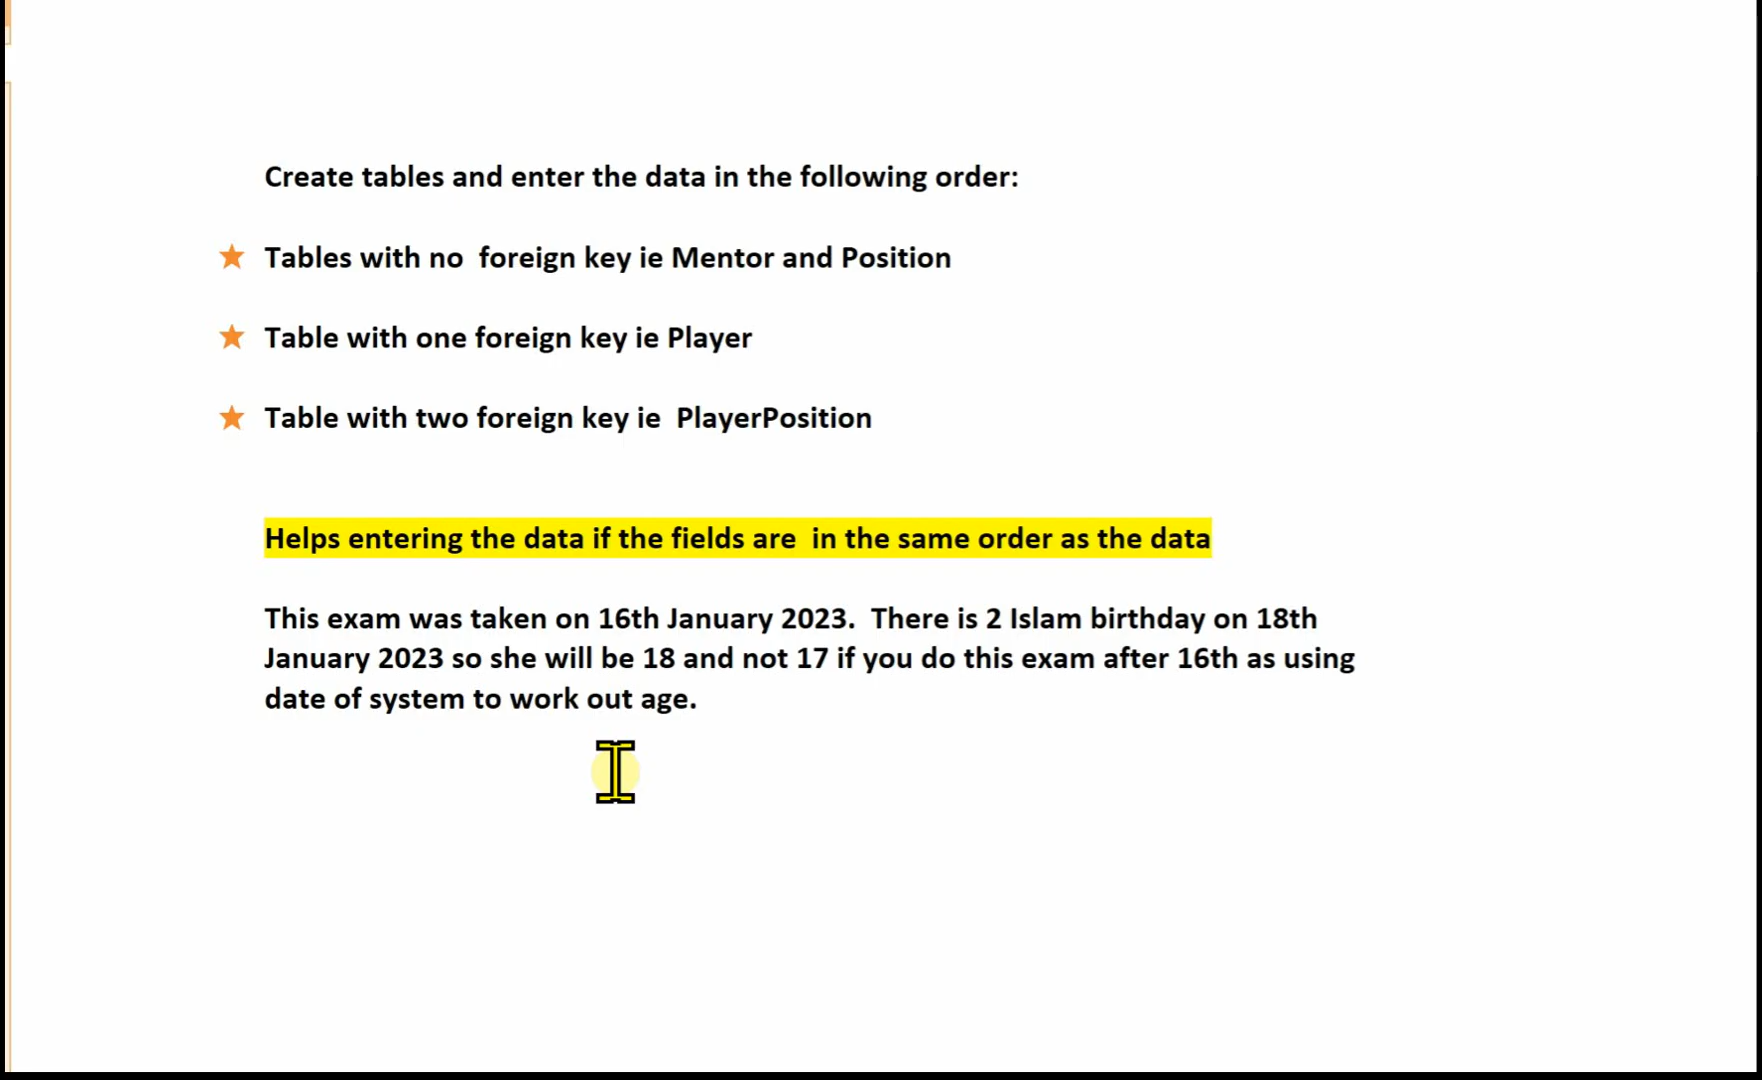 Create tables and enter the data in the following order:
Tables with no  foreign key ie Mentor and Position
Table with one foreign key ie Player
Table with two foreign key ie  PlayerPosition
Helps entering the data if the fields are  in the same order as the data
This exam was taken on 16th January 2023.  There is 2 Islam birthday on 18th
January 2023 so she will be 18 and not 17 if you do this exam after 16th as using
date of system to work out age.